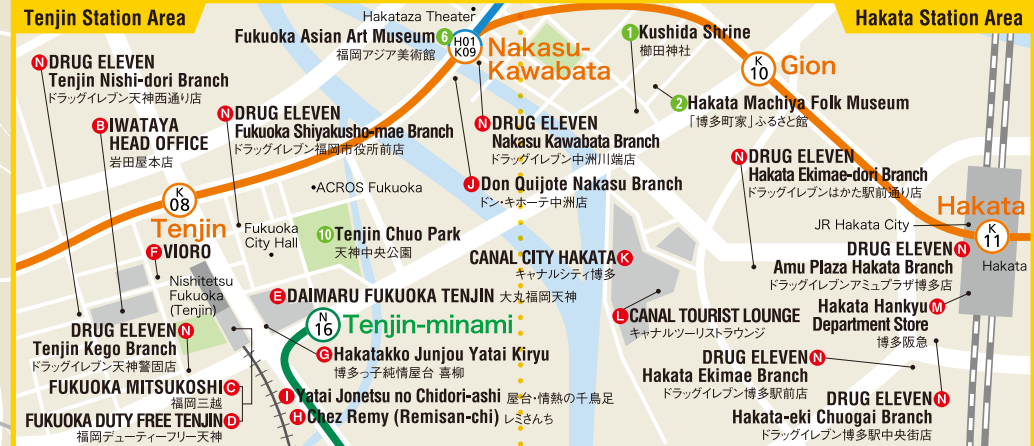 Tenjin Station Area
Hakata Station Area
Hakataza Theater
Fukuoka Asian Art Museum 6
福岡アジア美術館
H01
K09
Nakasu-
Kawabata
1 Kushida Shrine
櫛田神社
K
10
Gion
2 Hakata Machiya Folk Museum
「博多町家」ふるさと館
N DRUG ELEVEN
Tenjin Nishi-dori Branch
ドラッグイレブン天神西通り店
B IWATAYA
HEAD OFFICE
岩田屋本店
N DRUG ELEVEN
Fukuoka Shiyakusho-mae Branch
ドラッグイレブン福岡市役所前店
N DRUG ELEVEN
Nakasu Kawabata Branch
ドラッグイレブン中洲川端店
J Don Quijote Nakasu Branch
ドン・キホーテ中洲店
N DRUG ELEVEN
Hakata Ekimae-dori Branch
ドラッグイレブンはかた駅前通り店
K
08
Tenjin
ACROS Fukuoka
Fukuoka
City Hall
10 Tenjin Chuo Park
天神中央公園
F VIORO
Nishitetsu
Fukuoka
(Tenjin)
CANAL CITY HAKATA K
キャナルシティ博多
JR Hakata City
Hakata
K
11
Hakata
DRUG ELEVEN N
Amu Plaza Hakata Branch
ドラッグイレブンアミュプラザ博多店
E DAIMARU FUKUOKA TENJIN 大丸福岡天神
N
16
Tenjin-minami
L CANAL TOURIST LOUNGE
キャナルツーリストラウンジ
Hakata Hankyu M
Department Store
博多阪急
DRUG ELEVEN N
Tenjin Kego Branch
ドラッグイレブン天神警固店
G Hakatakko Junjou Yatai Kiryu
博多っ子純情屋台 喜柳
DRUG ELEVEN N
Hakata Ekimae Branch
ドラッグイレブン博多駅前店
FUKUOKA MITSUKOSHI C
福岡三越
I Yatai Jonetsu no Chidori-ashi 屋台・情熱の千鳥足
DRUG ELEVEN N
Hakata-eki Chuogai Branch
ドラッグイレブン博多駅中央街店
FUKUOKA DUTY FREE TENJIN D
福岡デューティーフリー天神
H Chez Remy (Remisan-chi) レミさんち